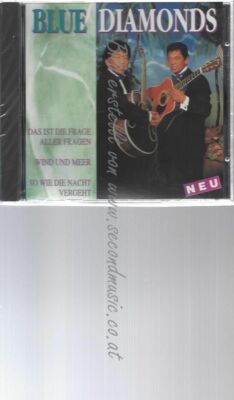 BLUE DIAMONDS
DAS IST DIE FRAGE
ALLER FRAGEN
WIND UND MEER
SO WIE DIE NACHT
VERGEHT
NEU
Bild erstellt von www.secondmusic.co.at